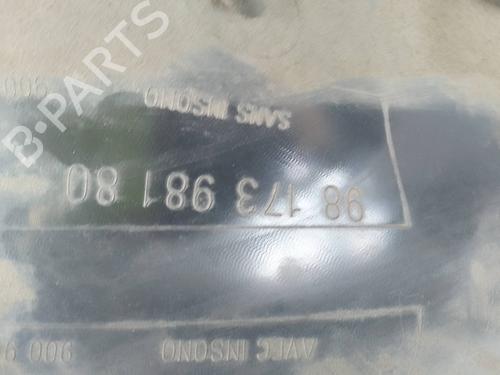 AVEC INSONO
98 173 981 80
SANS INSONO
B-PARTS